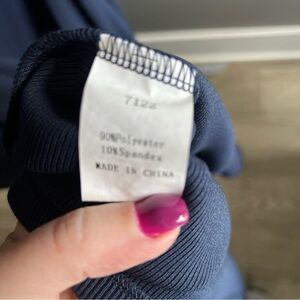 7122
90%Polyester
10%Spandex
MADE IN CHINA